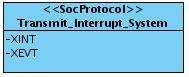 <<SocProtocol>>
Transmit_Interrupt_System
-XINT
-XEVT